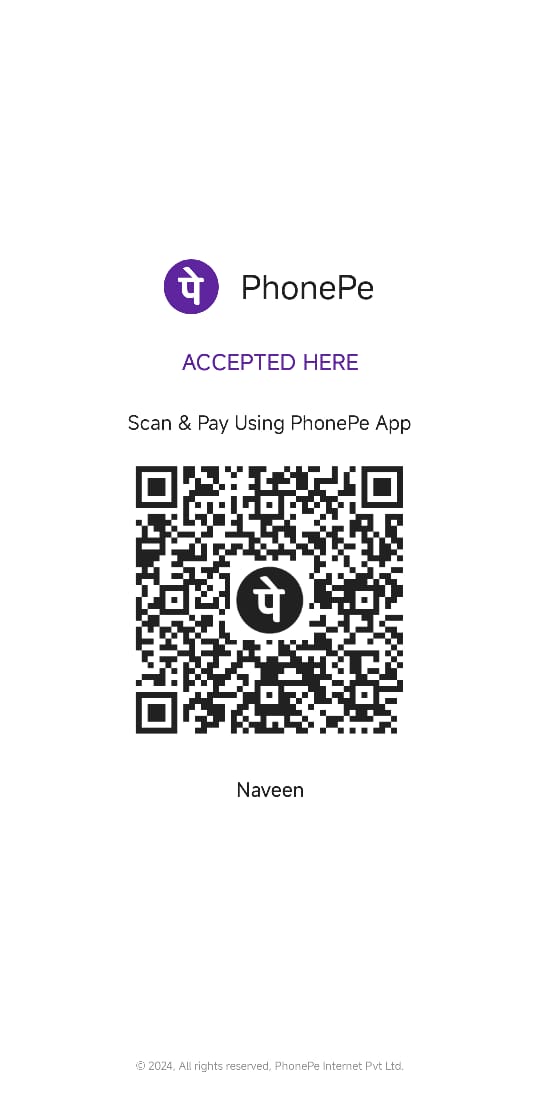 पे PhonePe
ACCEPTED HERE
Scan & Pay Using PhonePe App
पे
Naveen
© 2024, All rights reserved, PhonePe Internet Pvt Ltd.